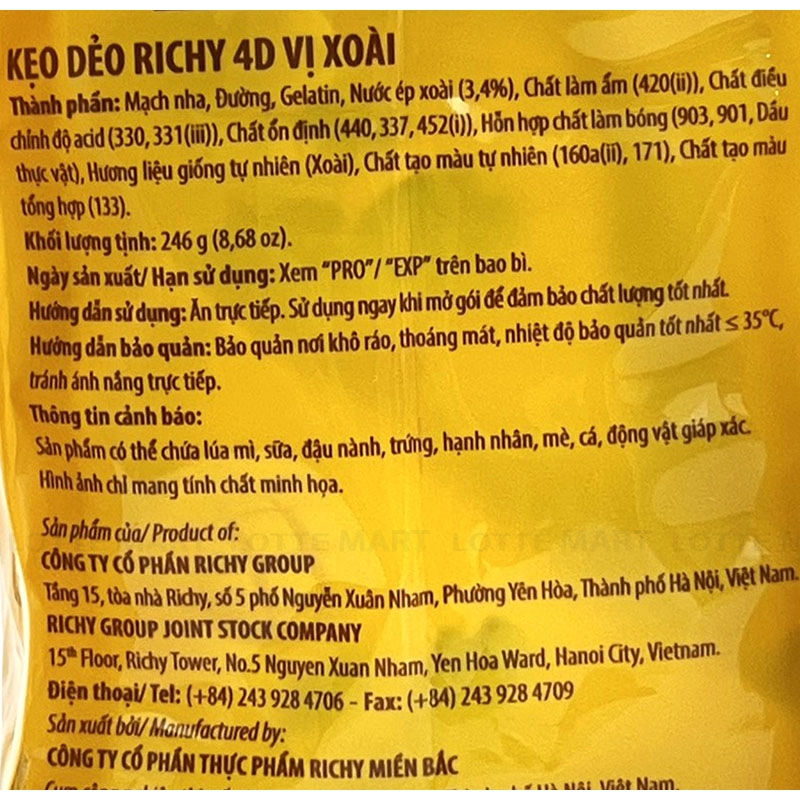 KẸO DẺO RICHY 4D VỊ XOÀI
Thành phần: Mạch nha, Đường, Gelatin, Nước ép xoài (3,4%), Chất làm ẩm (420(ii)), Chất điều
chỉnh độ acid (330, 331(iii)), Chất ổn định (440, 337, 452(i)), Hỗn hợp chất làm bóng (903, 901, Dầu
thực vật), Hương liệu giống tự nhiên (Xoài), Chất tạo màu tự nhiên (160a(ii), 171), Chất tạo màu
tổng hợp (133).
Khối lượng tịnh: 246 g (8,68 oz).
Ngày sản xuất/ Hạn sử dụng: Xem "PRO"/ "EXP" trên bao bì.
Hướng dẫn sử dụng: Ăn trực tiếp. Sử dụng ngay khi mở gói để đảm bảo chất lượng tốt nhất.
Hướng dẫn bảo quản: Bảo quản nơi khô ráo, thoáng mát, nhiệt độ bảo quản tốt nhất ≤ 35°C,
tránh ánh nắng trực tiếp.
Thông tin cảnh báo:
Sản phẩm có thể chứa lúa mì, sữa, đậu nành, trứng, hạnh nhân, mè, cá, động vật giáp xác.
Hình ảnh chỉ mang tính chất minh họa.
Sản phẩm của/ Product of:
LOTTE MART LOTTE MART LOTTE
CÔNG TY CỔ PHẦN RICHY GROUP
Tầng 15, tòa nhà Richy, số 5 phố Nguyễn Xuân Nham, Phường Yên Hòa, Thành phố Hà Nội, Việt Nam.
RICHY GROUP JOINT STOCK COMPANY
15th Floor, Richy Tower, No.5 Nguyen Xuan Nham, Yen Hoa Ward, Hanoi City, Vietnam.
Điện thoại/ Tel: (+84) 243 928 4706 - Fax: (+84) 243 928 4709
Sản xuất bởi/ Manufactured by:
CÔNG TY CỔ PHẦN THỰC PHẨM RICHY MIỀN BẮC
Hà Nội, Việt Nam.